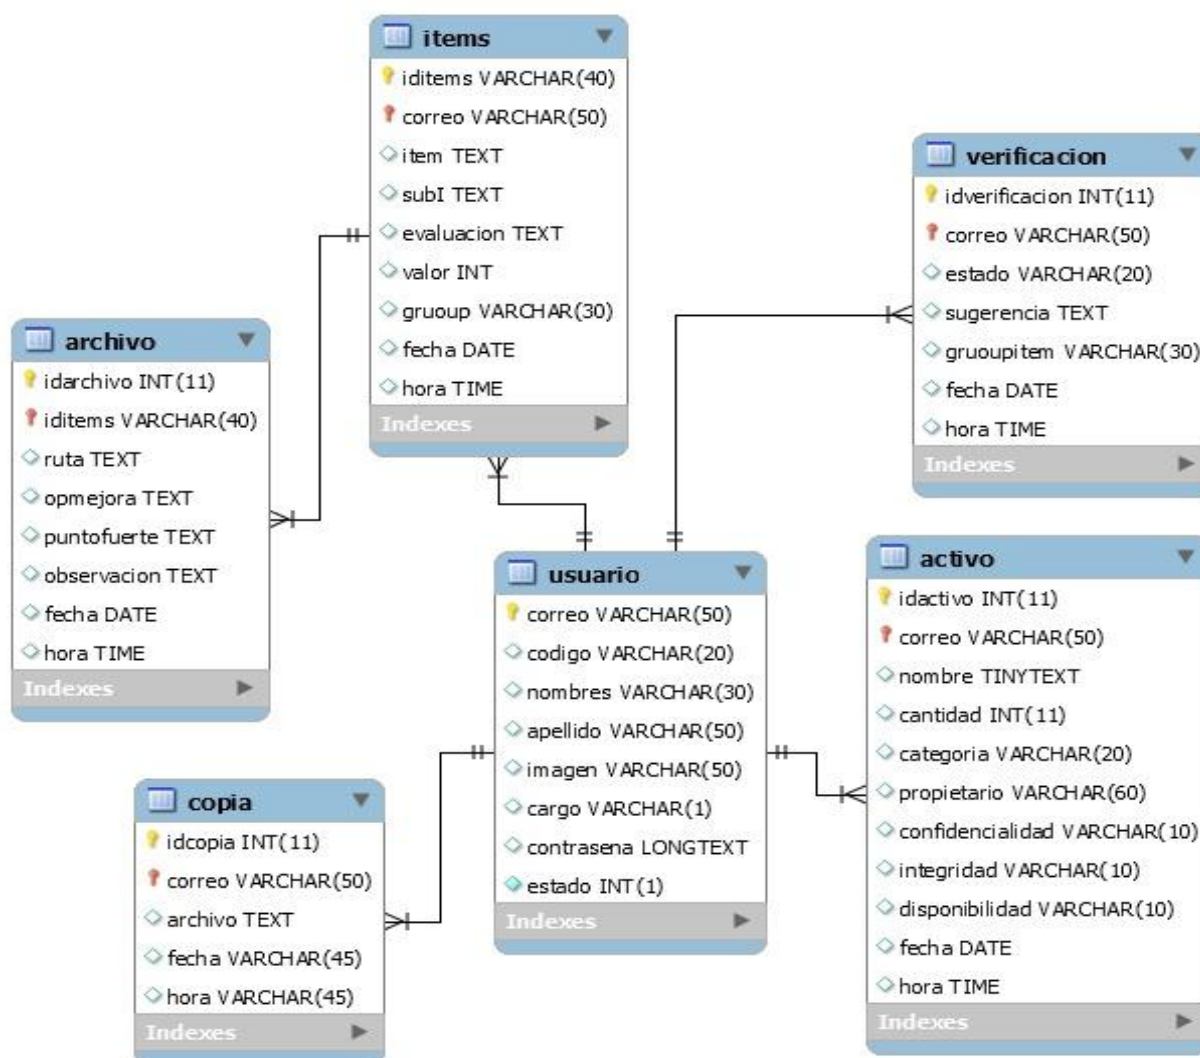 items
iditems VARCHAR(40)
correo VARCHAR(50)
item TEXT
subI TEXT
evaluacion TEXT
valor INT
gruoup VARCHAR(30)
fecha DATE
hora TIME
Indexes
verificacion
idverificacion INT(11)
correo VARCHAR(50)
estado VARCHAR(20)
sugerencia TEXT
gruoupitem VARCHAR(30)
fecha DATE
hora TIME
Indexes
archivo
idarchivo INT(11)
iditems VARCHAR(40)
ruta TEXT
opmejora TEXT
puntofuerte TEXT
observacion TEXT
fecha DATE
hora TIME
Indexes
usuario
correo VARCHAR(50)
codigo VARCHAR(20)
nombres VARCHAR(30)
apellido VARCHAR(50)
imagen VARCHAR(50)
cargo VARCHAR(1)
contrasena LONGTEXT
estado INT(1)
Indexes
activo
idactivo INT(11)
correo VARCHAR(50)
nombre TINYTEXT
cantidad INT(11)
categoria VARCHAR(20)
propietario VARCHAR(60)
confidencialidad VARCHAR(10)
integridad VARCHAR(10)
disponibilidad VARCHAR(10)
fecha DATE
hora TIME
Indexes
copia
idcopia INT(11)
correo VARCHAR(50)
archivo TEXT
fecha VARCHAR(45)
hora VARCHAR(45)
Indexes